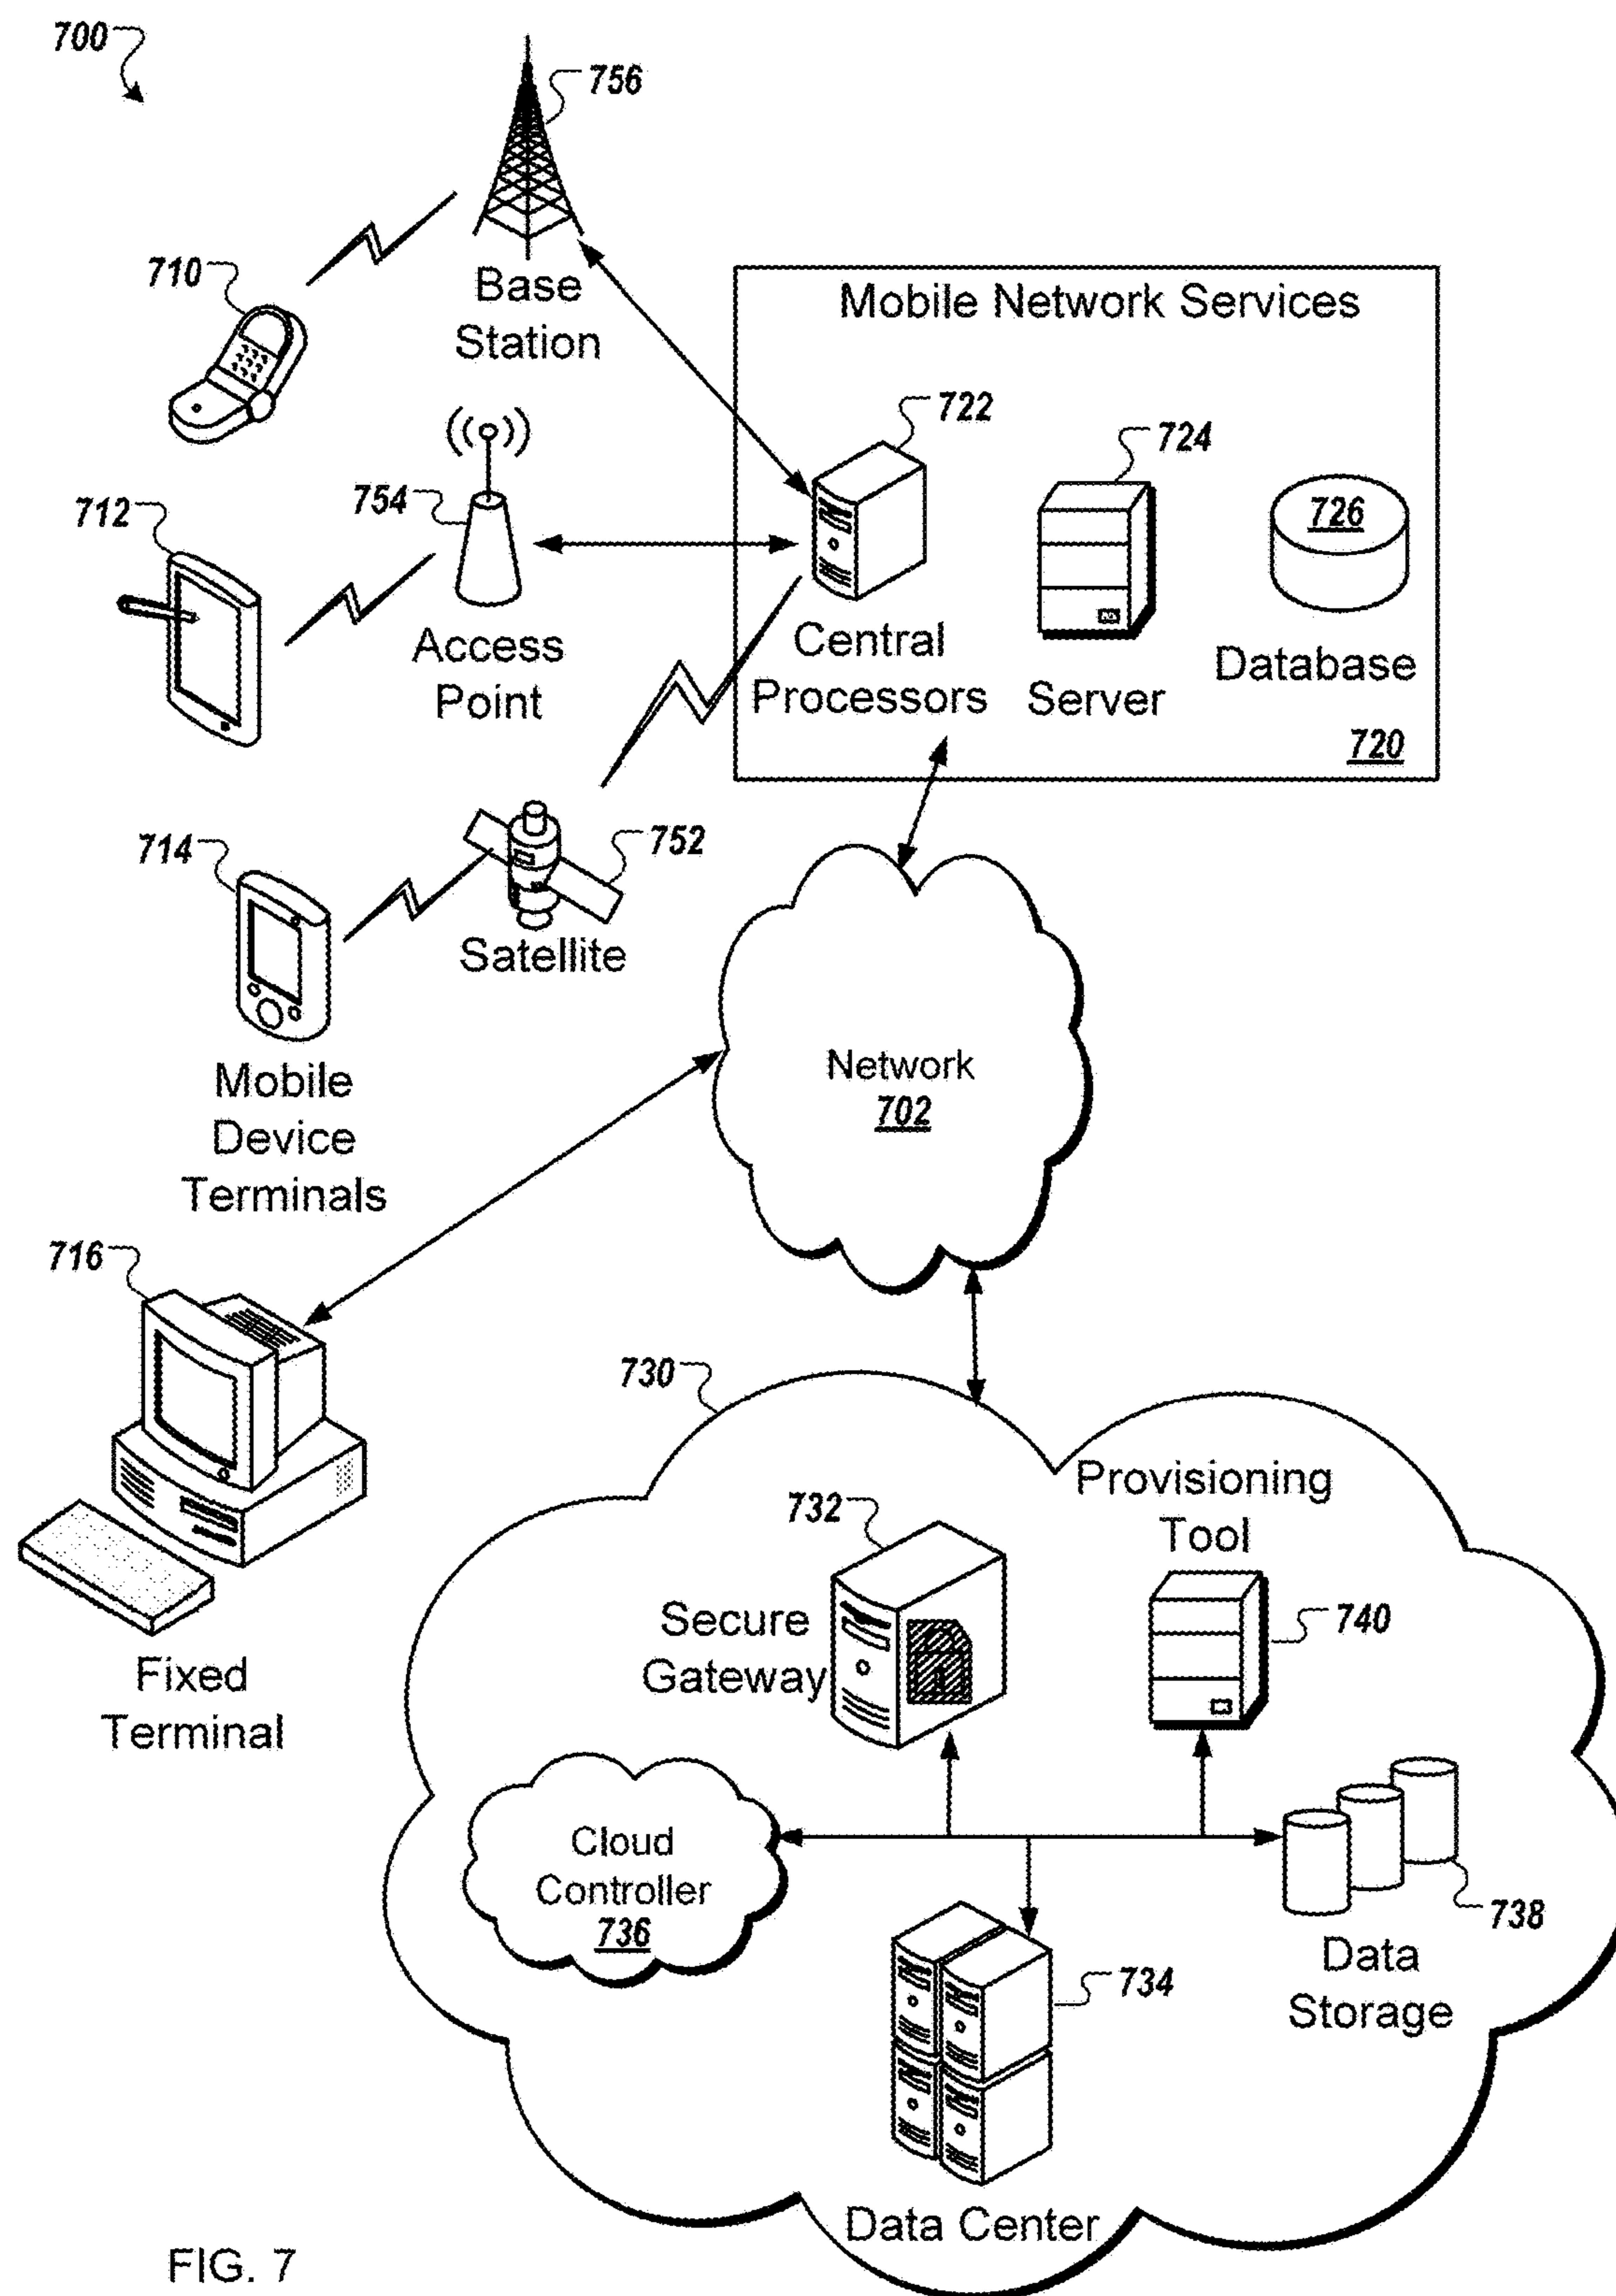 700
756
Base
Station
710
Mobile Network Services
722
724
726
Database
Central
Processors
Server
720
712
754
Access
Point
714
752
Satellite
Mobile
Device
Terminals
Network
702
716
Fixed
Terminal
730
Provisioning
Tool
732
Secure
Gateway
740
Cloud
Controller
736
738
Data
Storage
734
Data Center
FIG. 7